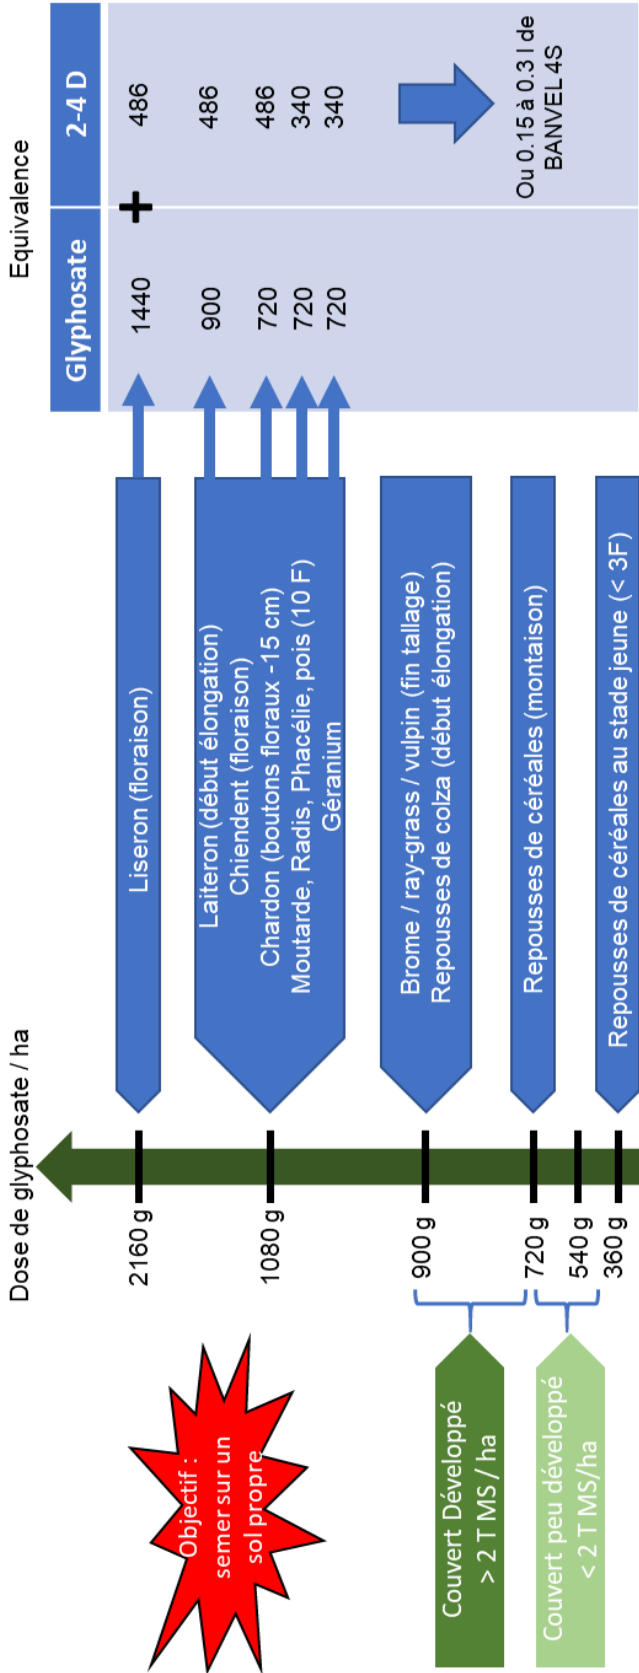 Dose de glyphosate / ha
Equivalence
Glyphosate
2-4 D
Objectif :
semer sur un
sol propre
2160 g
Liseron (floraison)
1440
+
486
1080 g
Laiteron (début élongation)
Chiendent (floraison)
Chardon (boutons floraux -15 cm)
Moutarde, Radis, Phacélie, pois (10 F)
Géranium
900
486
720
486
720
340
720
340
Couvert Développé
> 2 T MS / ha
900 g
Brome / ray-grass / vulpin (fin tallage)
Repousses de colza (début élongation)
Ou 0.15 à 0.3 l de
BANVEL 4S
Couvert peu développé
< 2 T MS/ha
720 g
Repousses de céréales (montaison)
540 g
360 g
Repousses de céréales au stade jeune (< 3F)